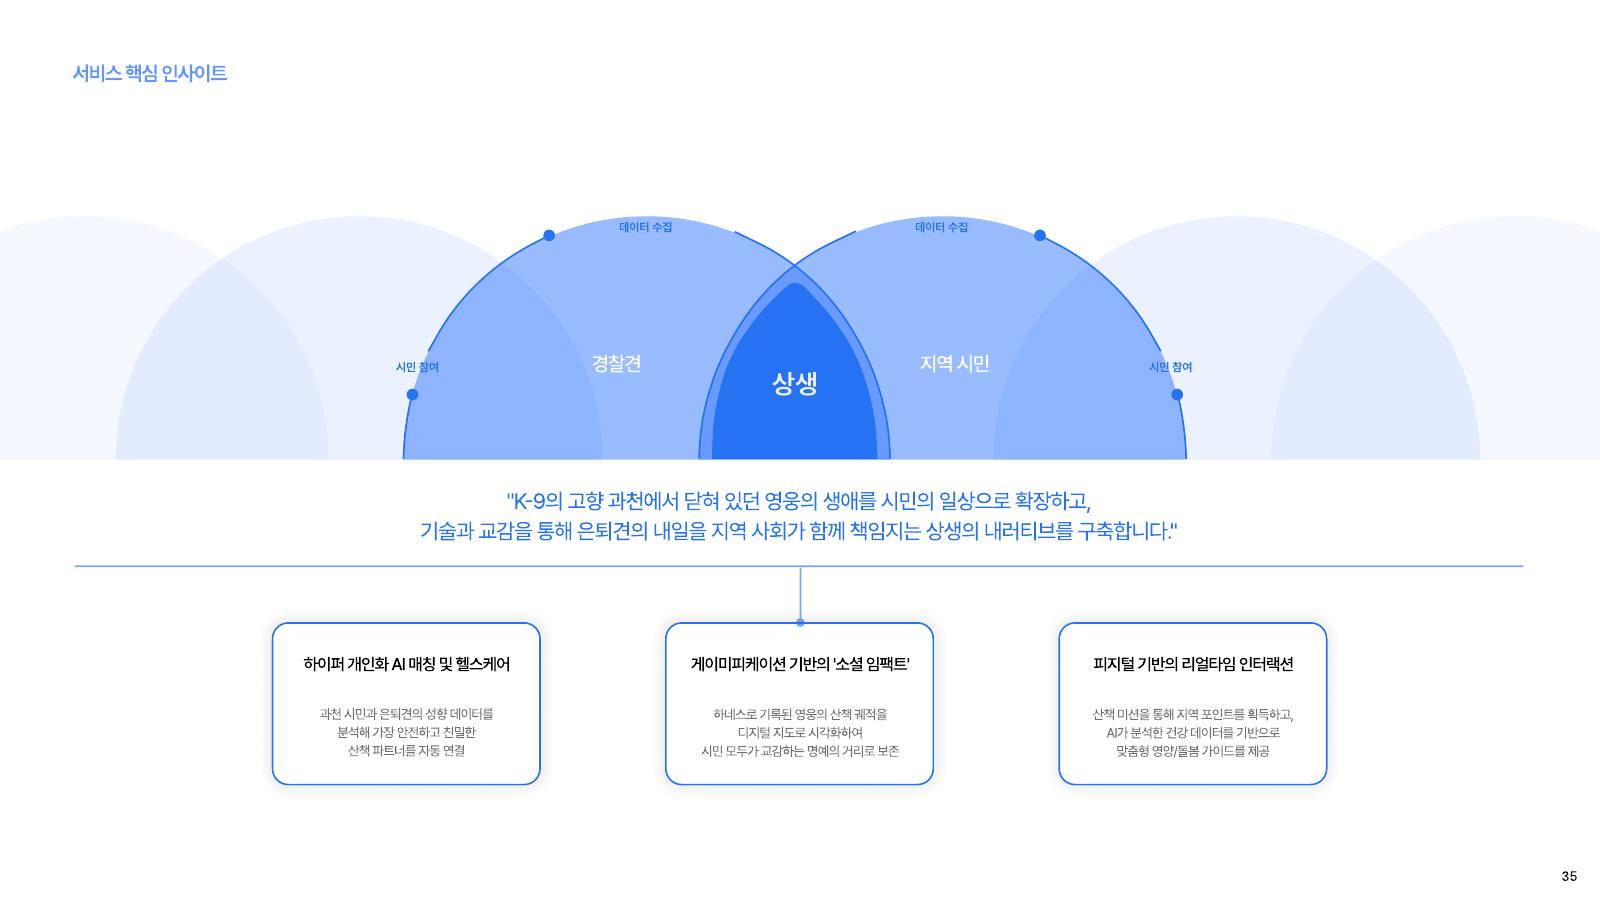 서비스 핵심 인사이트
데이터 수집
데이터 수집
시민 참여
경찰견
상생
지역 시민
시민 참여
"K-9의 고향 과천에서 닫혀 있던 영웅의 생애를 시민의 일상으로 확장하고,
기술과 교감을 통해 은퇴견의 내일을 지역 사회가 함께 책임지는 상생의 내러티브를 구축합니다."
하이퍼 개인화 AI 매칭 및 헬스케어
과천 시민과 은퇴견의 성향 데이터를
분석해 가장 안전하고 친밀한
산책 파트너를 자동 연결
게이미피케이션 기반의 '소셜 임팩트'
하네스로 기록된 영웅의 산책 궤적을
디지털 지도로 시각화하여
시민 모두가 교감하는 명예의 거리로 보존
피지털 기반의 리얼타임 인터랙션
산책 미션을 통해 지역 포인트를 획득하고,
AI가 분석한 건강 데이터를 기반으로
맞춤형 영양/돌봄 가이드를 제공
35